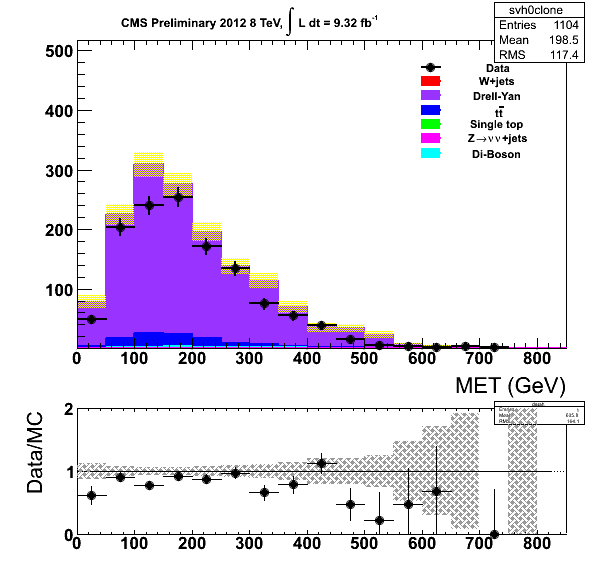 CMS Preliminary 2012 8 TeV, ∫ L dt = 9.32 fb⁻¹
svh0clone
Entries 1104
Mean 198.5
RMS 117.4
500
400
300
200
100
Data
W+jets
Drell-Yan
tt̅
Single top
Z→νν+jets
Di-Boson
0 100 200 300 400 500 600 700 800
MET (GeV)
Data/MC
2
1
0
Entries
Mean
RMS
0 100 200 300 400 500 600 700 800